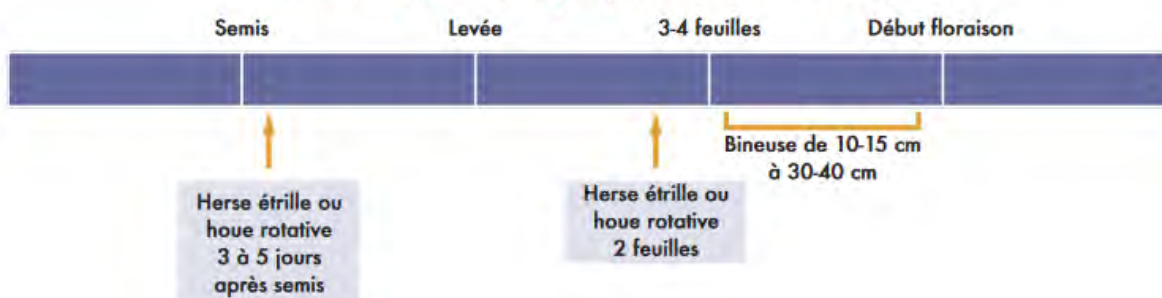 Semis
Levée
3-4 feuilles
Début floraison
Bineuse de 10-15 cm
à 30-40 cm
Herse étrille ou
houe rotative
3 à 5 jours
après semis
Herse étrille ou
houe rotative
2 feuilles